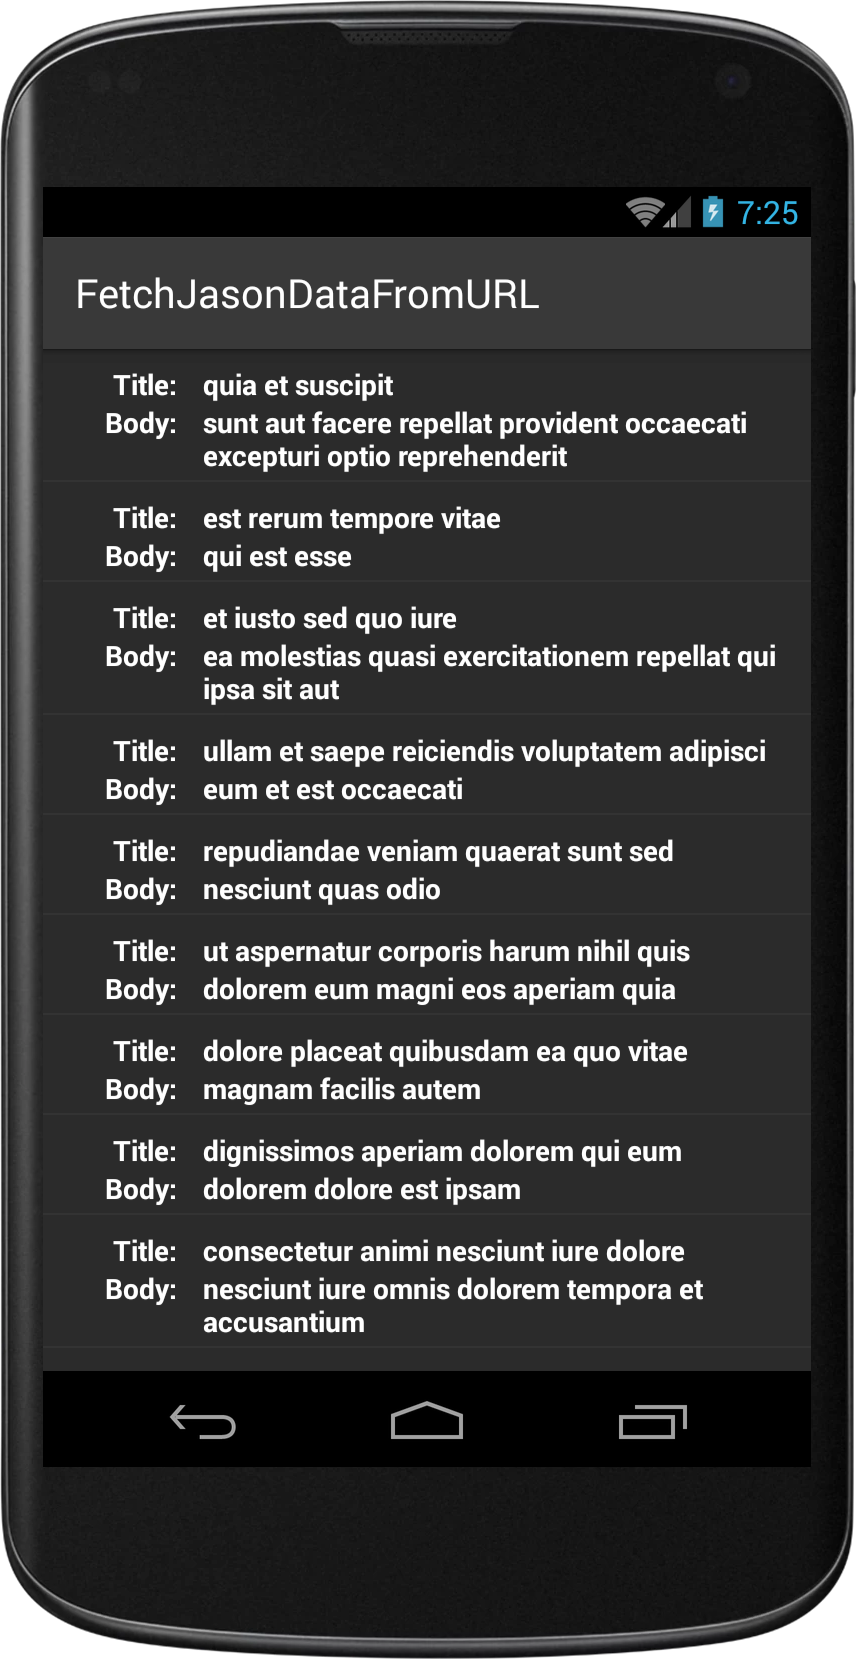 7:25
FetchJasonDataFromURL
Title: quia et suscipit
Body: sunt aut facere repellat provident occaecati
excepturi optio reprehenderit
Title: est rerum tempore vitae
Body: qui est esse
Title: et iusto sed quo iure
Body: ea molestias quasi exercitationem repellat qui
ipsa sit aut
Title: ullam et saepe reiciendis voluptatem adipisci
Body: eum et est occaecati
Title: repudiandae veniam quaerat sunt sed
Body: nesciunt quas odio
Title: ut aspernatur corporis harum nihil quis
Body: dolorem eum magni eos aperiam quia
Title: dolore placeat quibusdam ea quo vitae
Body: magnam facilis autem
Title: dignissimos aperiam dolorem qui eum
Body: dolorem dolore est ipsam
Title: consectetur animi nesciunt iure dolore
Body: nesciunt iure omnis dolorem tempora et
accusantium